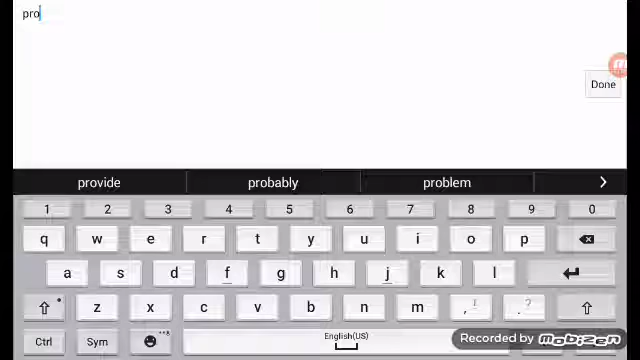 pro
Done
provide probably problem >
1 2 3 4 5 6 7 8 9 0
q w e r t y u i o p
a s d f g h j k l
z x c v b n m , . ?
Ctrl Sym English(US)
Recorded by mobizen